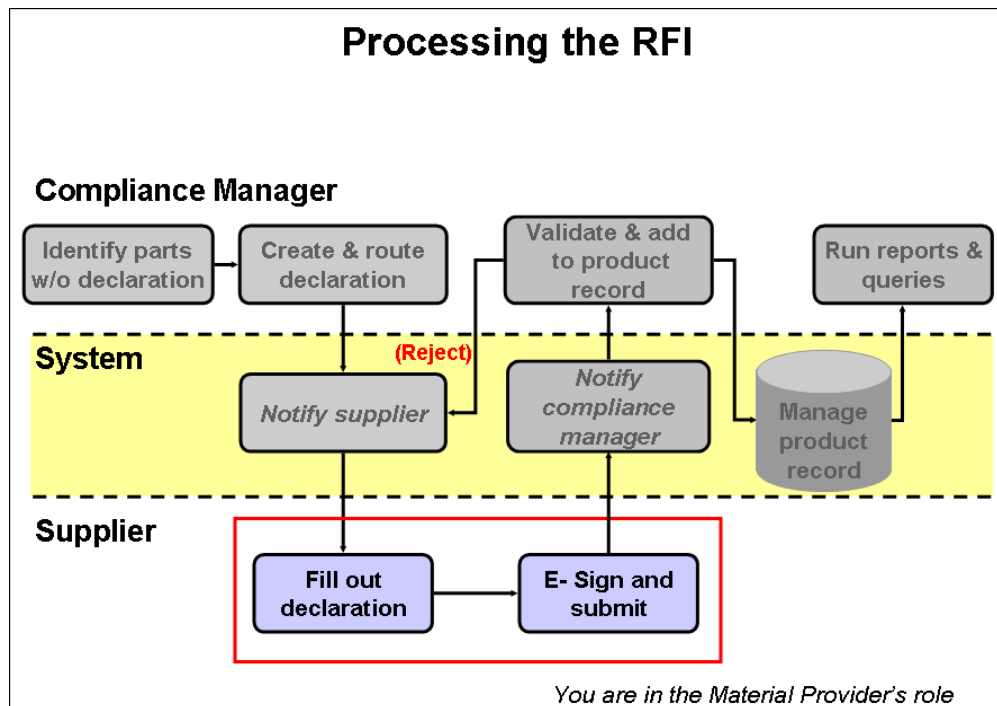 Processing the RFI
Compliance Manager
Identify parts
w/o declaration
Create & route
declaration
Validate & add
to product
record
Run reports &
queries
System
(Reject)
Notify supplier
Notify
compliance
manager
Manage
product
record
Supplier
Fill out
declaration
E- Sign and
submit
You are in the Material Provider's role